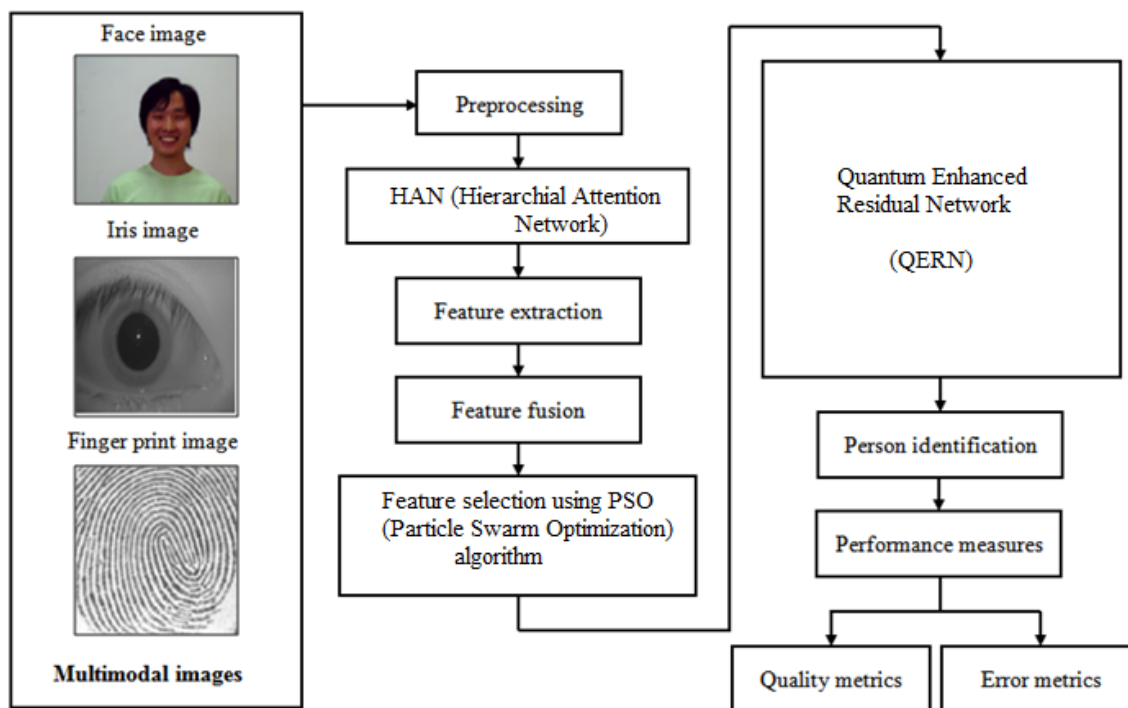 Face image
Iris image
Finger print image
Multimodal images
Preprocessing
HAN (Hierarchial Attention
Network)
Feature extraction
Feature fusion
Feature selection using PSO
(Particle Swarm Optimization)
algorithm
Quantum Enhanced
Residual Network
(QERN)
Person identification
Performance measures
Quality metrics
Error metrics